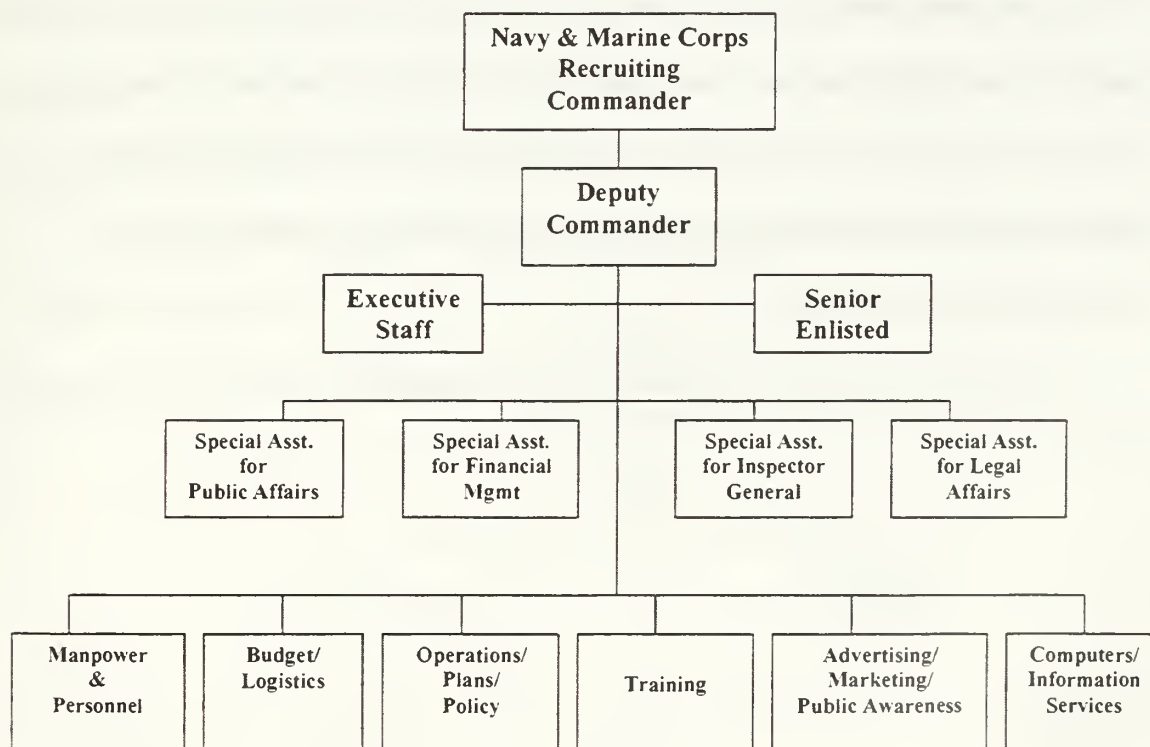 Navy & Marine Corps
Recruiting
Commander
Deputy
Commander
Executive
Staff
Senior
Enlisted
Special Asst.
for
Public Affairs
Special Asst.
for Financial
Mgmt
Special Asst.
for Inspector
General
Special Asst.
for Legal
Affairs
Manpower
&
Personnel
Budget/
Logistics
Operations/
Plans/
Policy
Training
Advertising/
Marketing/
Public Awareness
Computers/
Information
Services